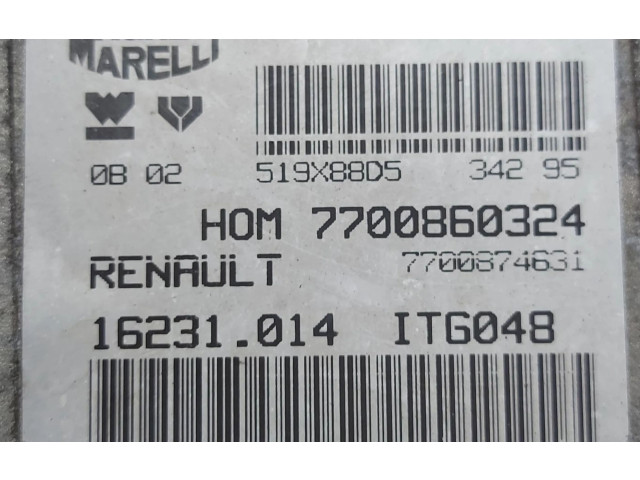 MARELLI
0B 02 519X88D5 342 95
HOM 7700860324
RENAULT 7700874631
16231.014 ITG048